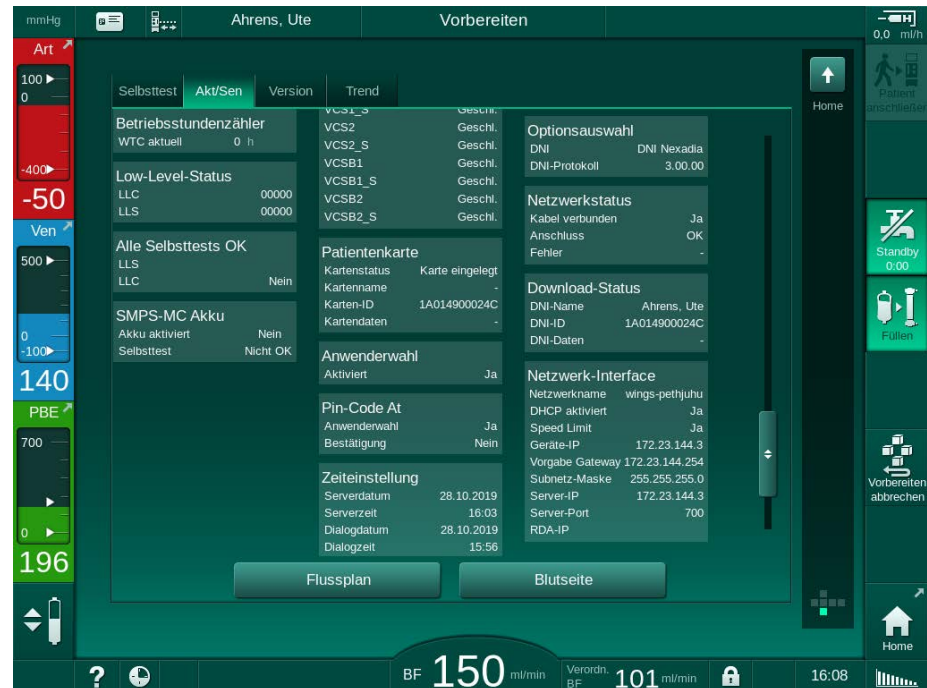 mmHg
Ahrens, Ute
Vorbereiten
0,0 ml/h
Art
100
0
-400
-50
Ven
500
0
-100
140
PBE
700
0
196
Selbsttest Akt/Sen Version Trend
Betriebsstundenzähler
WTC aktuell 0 h
Low-Level-Status
LLC 00000
LLS 00000
Alle Selbsttests OK
LLS
LLC Nein
SMPS-MC Akku
Akku aktiviert Nein
Selbsttest Nicht OK
VCS1_S Geschl.
VCS2 Geschl.
VCS2_S Geschl.
VCSB1 Geschl.
VCSB1_S Geschl.
VCSB2 Geschl.
VCSB2_S Geschl.
Patientenkarte
Kartenstatus Karte eingelegt
Kartenname -
Karten-ID 1A014900024C
Kartendaten -
Anwenderwahl
Aktiviert Ja
Pin-Code At
Anwenderwahl Ja
Bestätigung Nein
Zeiteinstellung
Serverdatum 28.10.2019
Serverzeit 16:03
Dialogdatum 28.10.2019
Dialogzeit 15:56
Optionsauswahl
DNI DNI Nexadia
DNI-Protokoll 3.00.00
Netzwerkstatus
Kabel verbunden Ja
Anschluss OK
Fehler -
Download-Status
DNI-Name Ahrens, Ute
DNI-ID 1A014900024C
DNI-Daten -
Netzwerk-Interface
Netzwerkname wings-pethjuhu
DHCP aktiviert Ja
Speed Limit Ja
Geräte-IP 172.23.144.3
Vorgabe Gateway 172.23.144.254
Subnetz-Maske 255.255.255.0
Server-IP 172.23.144.3
Server-Port 700
RDA-IP
Flussplan
Blutseite
Home
Patient
anschließen
Standby
0:00
Füllen
Vorbereiten
abbrechen
Home
?
BF 150 ml/min
Verordn.
BF 101 ml/min
16:08